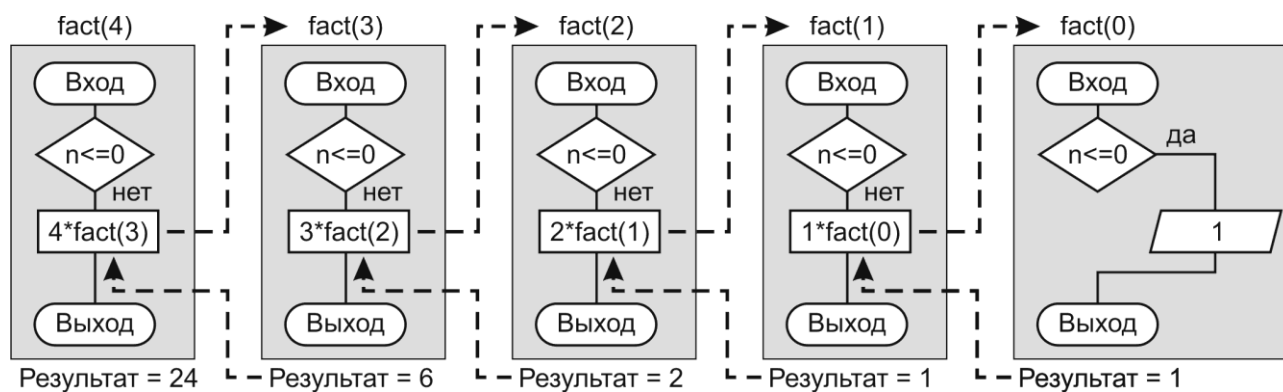 fact(4) fact(3) fact(2) fact(1) fact(0)
Вход Вход Вход Вход Вход
n<=0 n<=0 n<=0 n<=0 n<=0 да
нет нет нет нет
4*fact(3) 3*fact(2) 2*fact(1) 1*fact(0) 1
Выход Выход Выход Выход Выход
Результат = 24 Результат = 6 Результат = 2 Результат = 1 Результат = 1